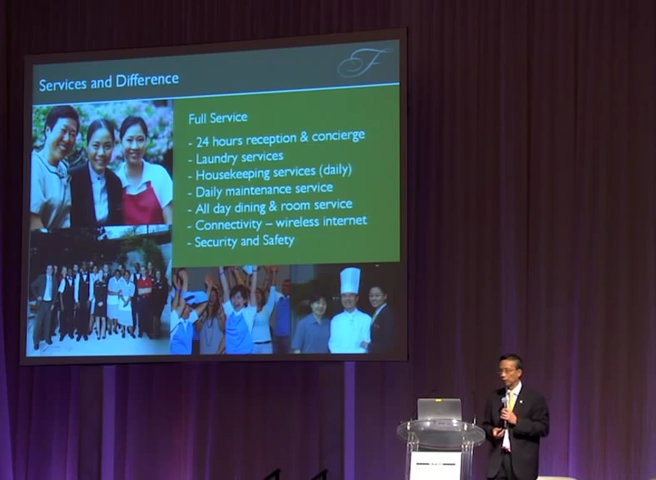 Services and Difference
F
Full Service
- 24 hours reception & concierge
- Laundry services
- Housekeeping services (daily)
- Daily maintenance service
- All day dining & room service
- Connectivity – wireless internet
- Security and Safety